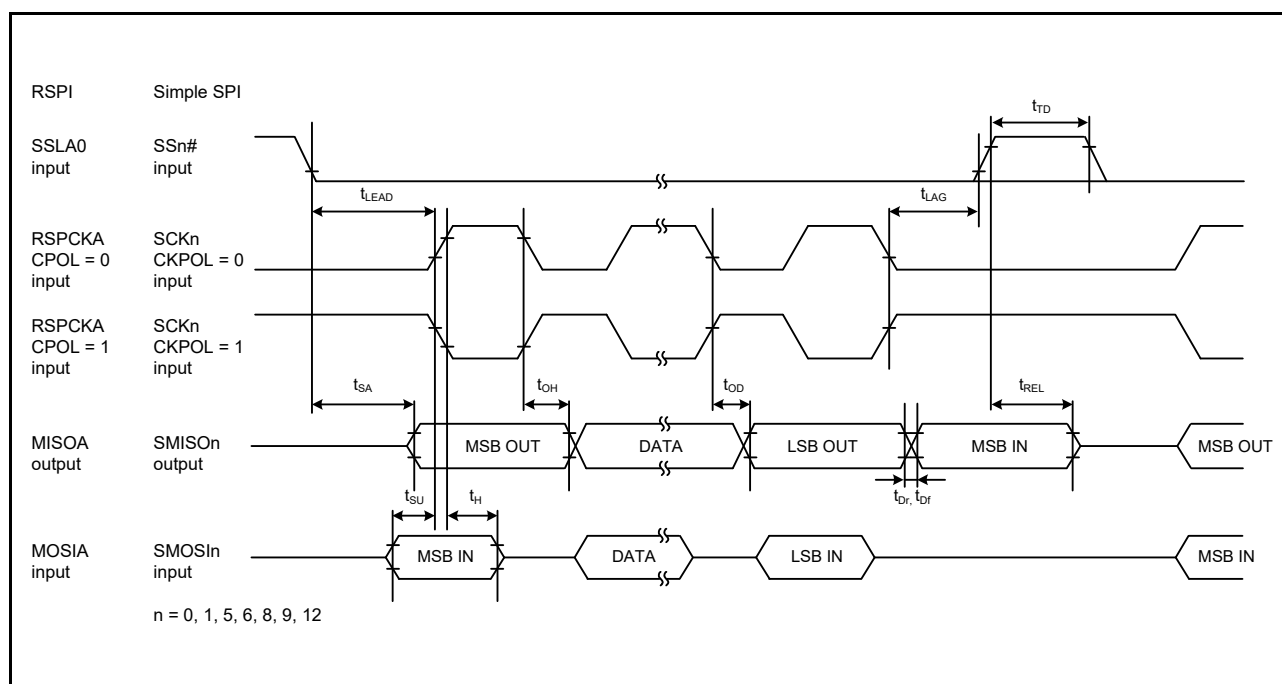 RSPI Simple SPI
tTD
SSLA0 SSn#
input input
tLEAD tLAG
RSPCKA SCKn
CPOL = 0 CKPOL = 0
input input
RSPCKA SCKn
CPOL = 1 CKPOL = 1
input input
tSA tOH tOD tREL
MISOA SMISOn MSB OUT DATA LSB OUT MSB IN MSB OUT
output output
tSU tH tDr, tDf
MOSIA SMOSIn MSB IN DATA LSB IN MSB IN
input input
n = 0, 1, 5, 6, 8, 9, 12